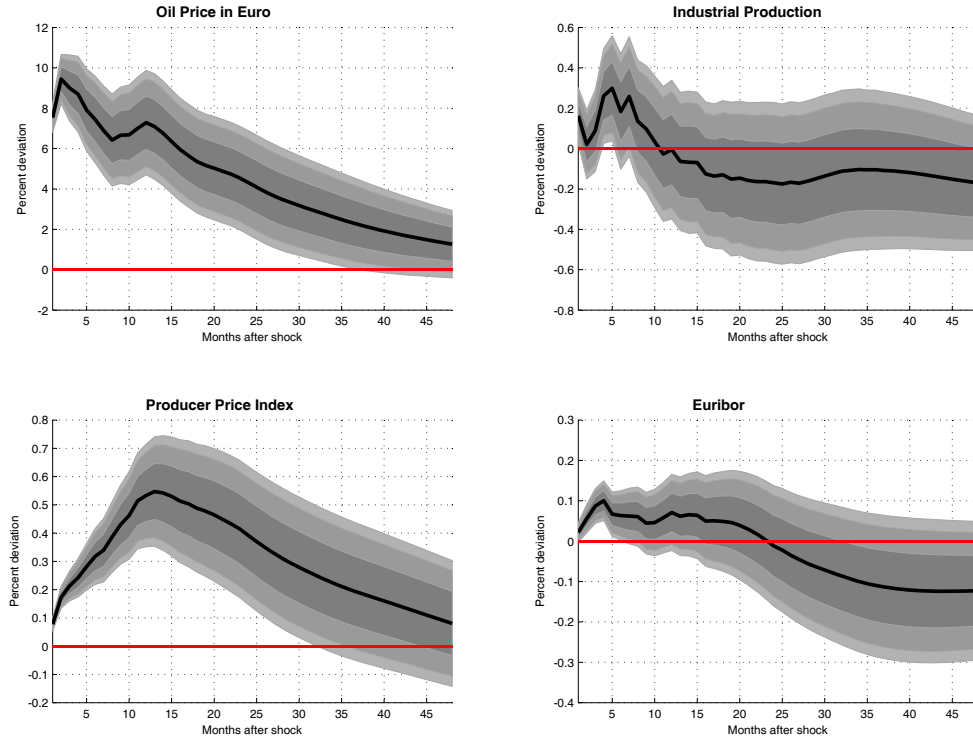 Oil Price in Euro
12
10
8
6
4
2
0
-2
Percent deviation
5 10 15 20 25 30 35 40 45
Months after shock
Industrial Production
0.6
0.4
0.2
0
-0.2
-0.4
-0.6
-0.8
Percent deviation
5 10 15 20 25 30 35 40 45
Months after shock
Producer Price Index
0.8
0.7
0.6
0.5
0.4
0.3
0.2
0.1
0
-0.1
-0.2
Percent deviation
5 10 15 20 25 30 35 40 45
Months after shock
Euribor
0.3
0.2
0.1
0
-0.1
-0.2
-0.3
-0.4
Percent deviation
5 10 15 20 25 30 35 40 45
Months after shock